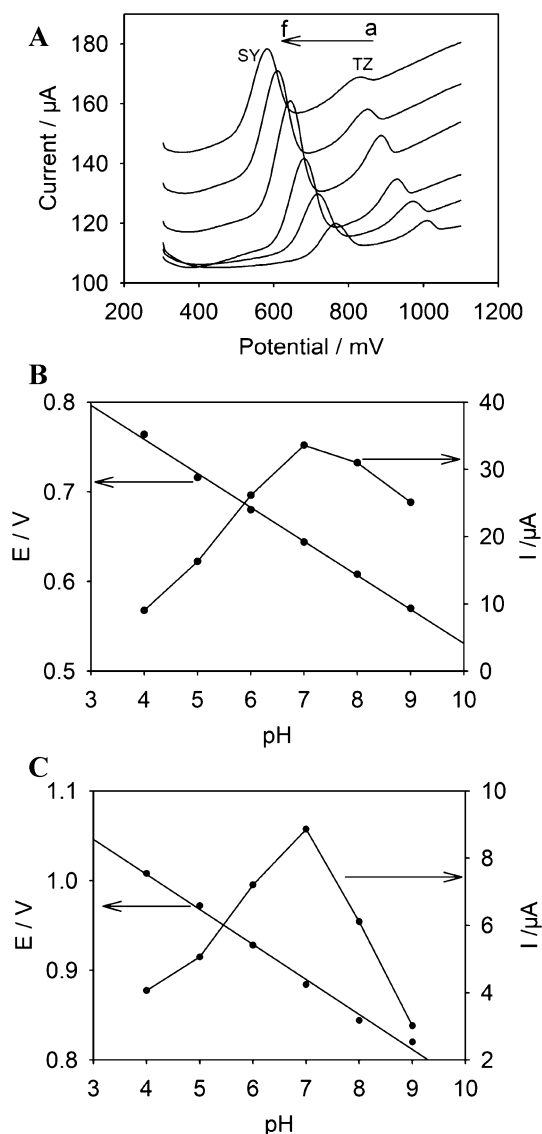 A
f a
SY
TZ
180
160
140
120
100
Current / µA
200 400 600 800 1000 1200
Potential / mV
B
0.8
0.7
0.6
0.5
E / V
40
30
20
10
0
I /µA
3 4 5 6 7 8 9 10
pH
C
1.1
1.0
0.9
0.8
E / V
10
8
6
4
2
I /µA
3 4 5 6 7 8 9 10
pH